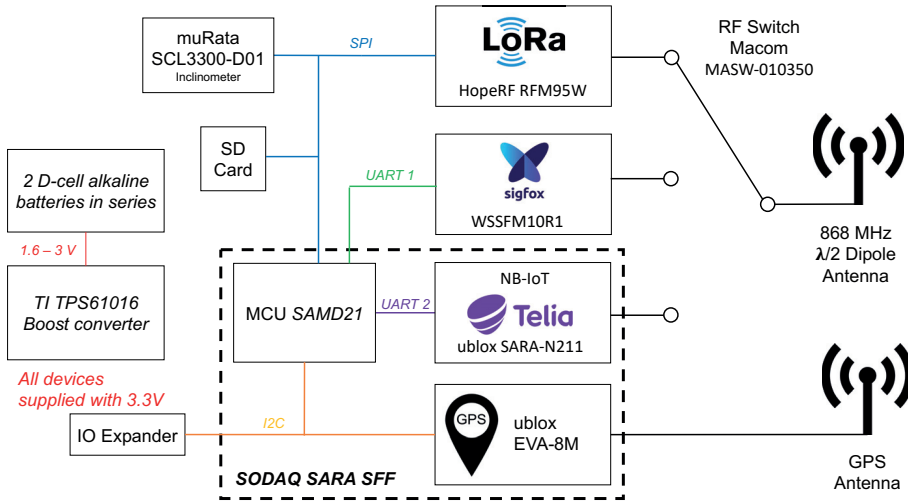 muRata
SCL3300-D01
Inclinometer
SPI
LoRa
HopeRF RFM95W
RF Switch
Macom
MASW-010350
SD
Card
2 D-cell alkaline
batteries in series
UART 1
sigfox
WSSFM10R1
868 MHz
λ/2 Dipole
Antenna
1.6 – 3 V
TI TPS61016
Boost converter
MCU SAMD21
UART 2
NB-IoT
Telia
ublox SARA-N211
All devices
supplied with 3.3V
IO Expander
I2C
GPS
ublox
EVA-8M
GPS
Antenna
SODAQ SARA SFF